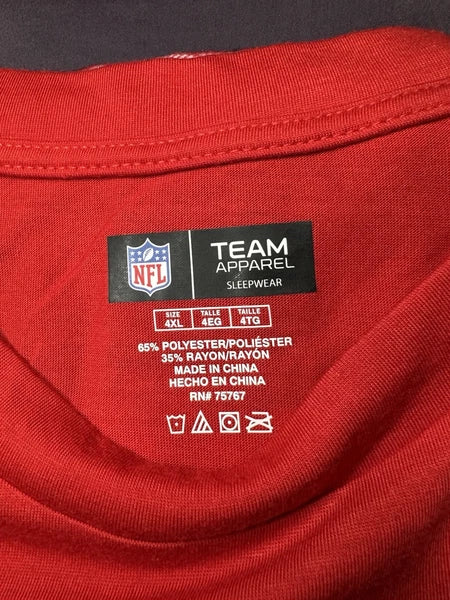 NFL
TEAM
APPAREL
SLEEPWEAR
SIZE TALLE TAILLE
4XL 4EG 4TG
65% POLYESTER/POLIÉSTER
35% RAYON/RAYÓN
MADE IN CHINA
HECHO EN CHINA
RN# 75767